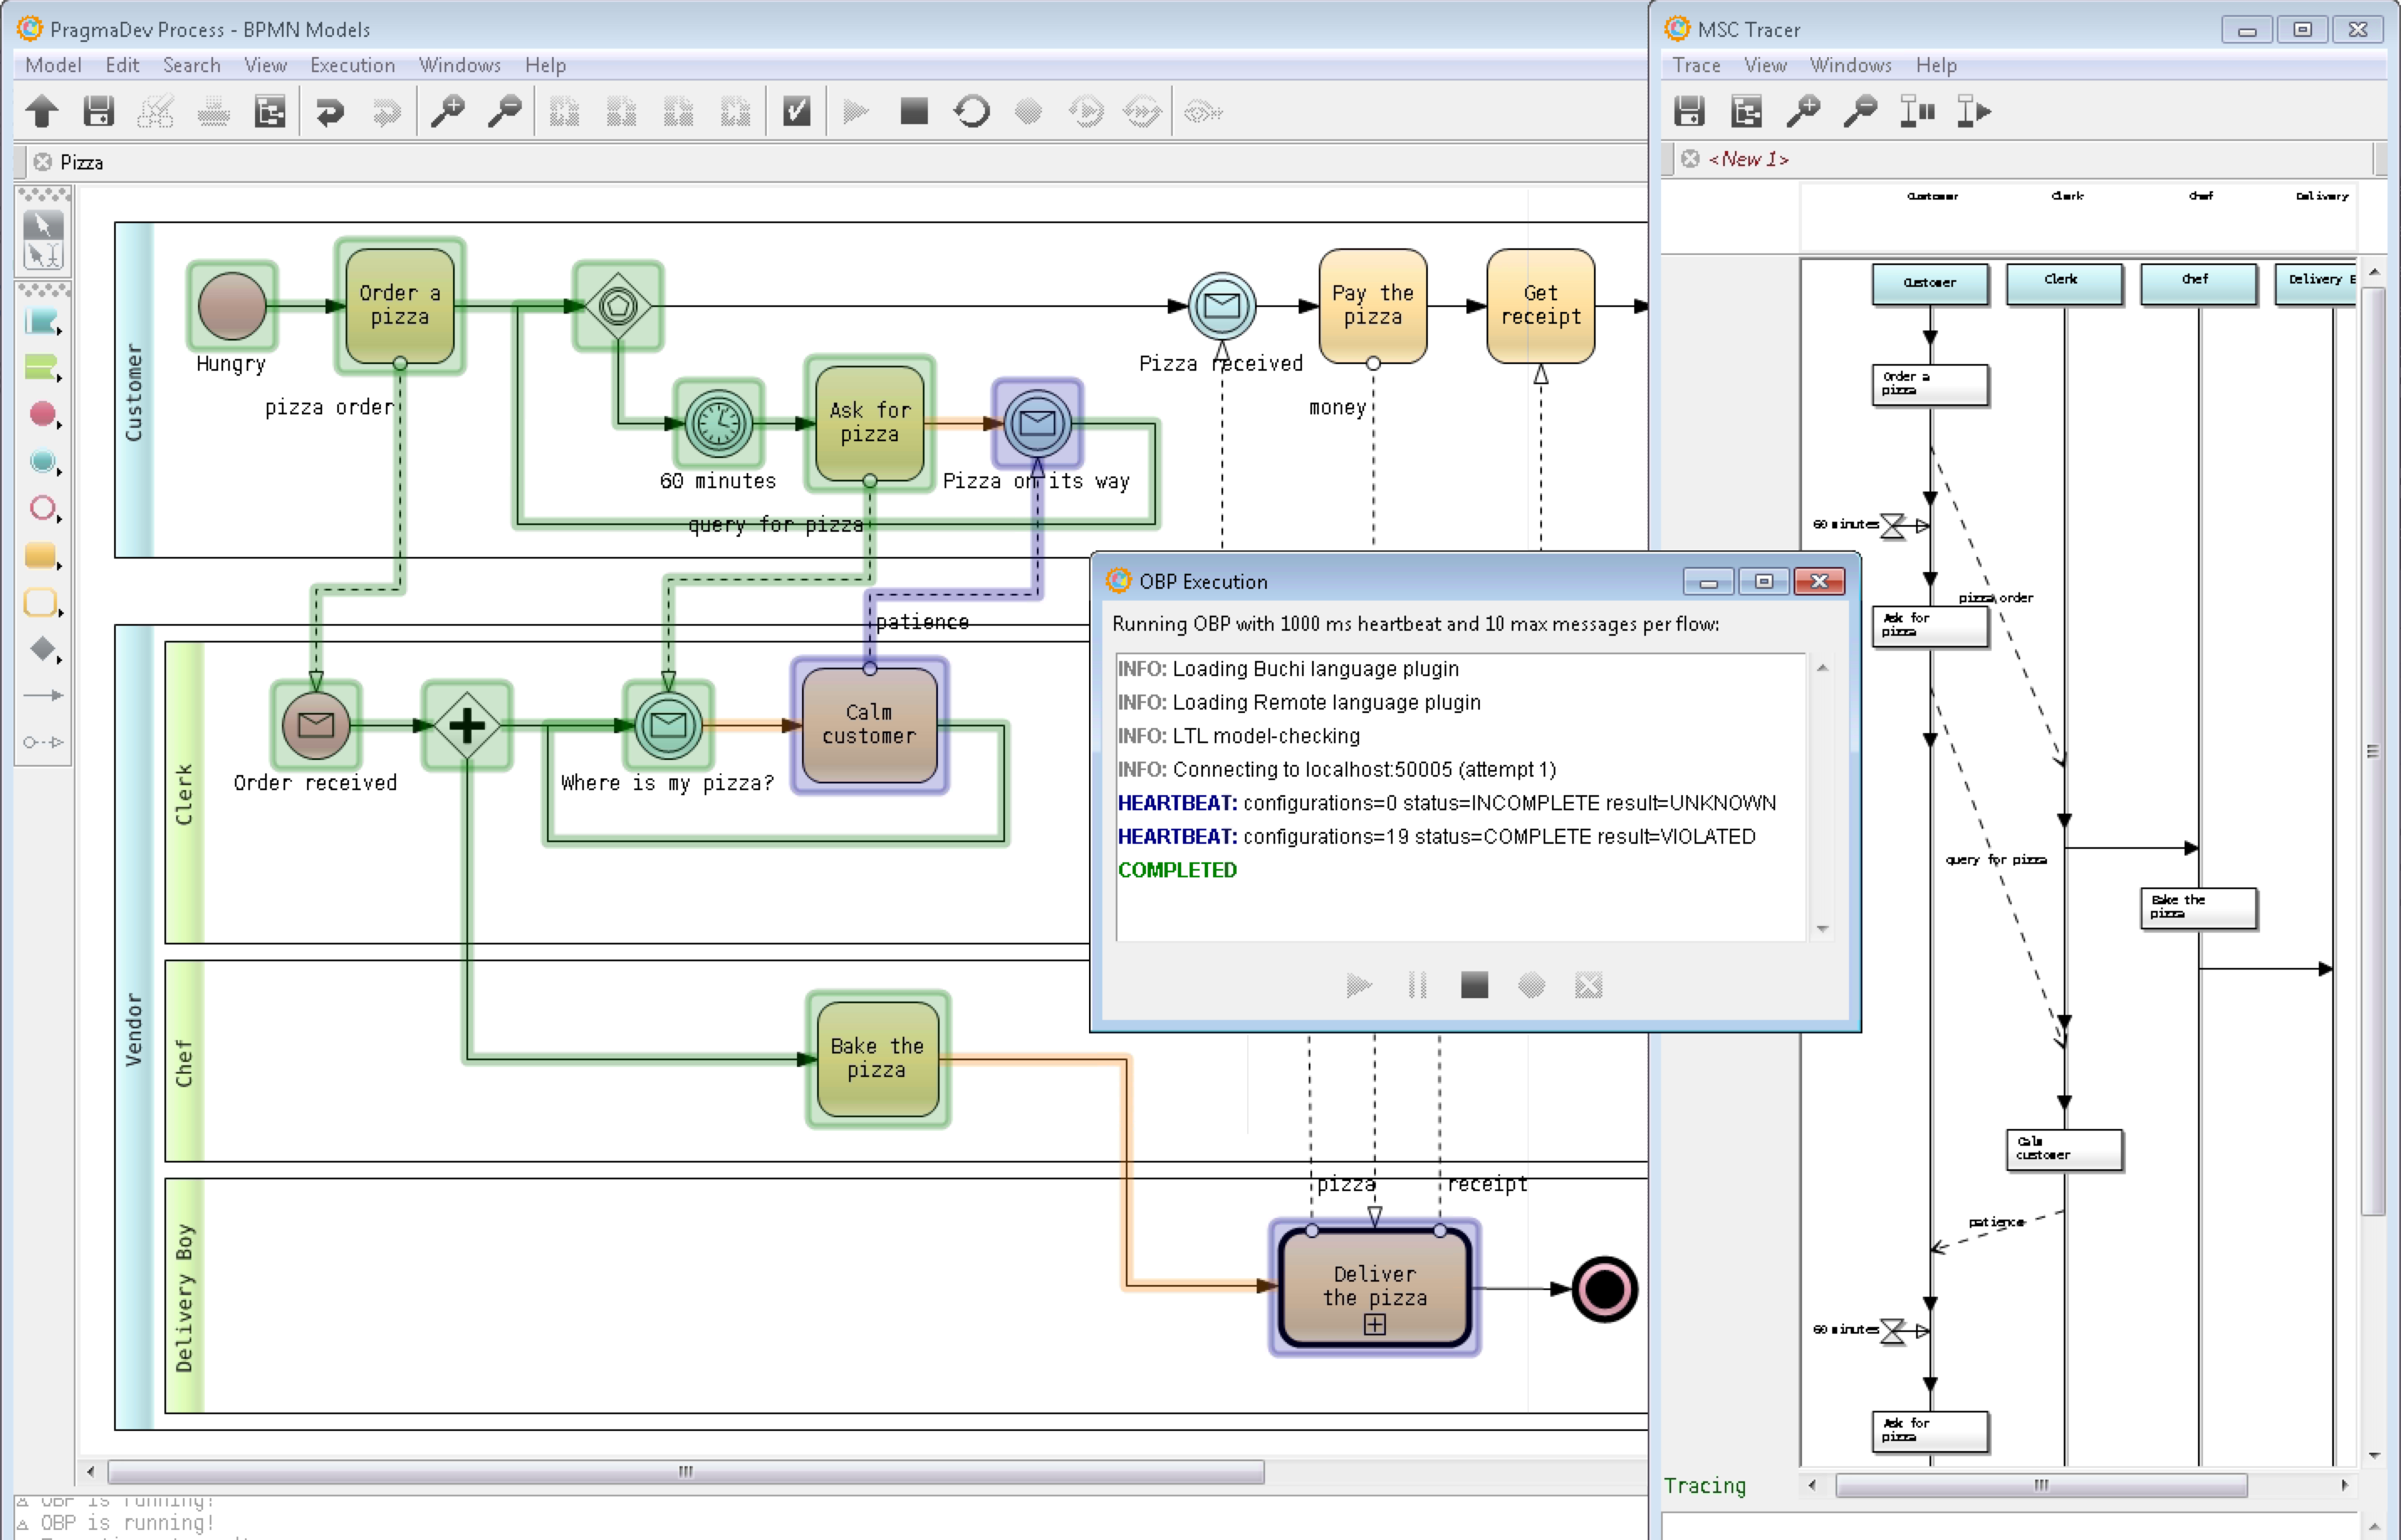 PragmaDev Process - BPMN Models
Model Edit Search View Execution Windows Help
Pizza
Customer
Hungry
Order a
pizza
pizza order
60 minutes
Ask for
pizza
Pizza on its way
query for pizza
Pizza received
Pay the
pizza
money
Get
receipt
patience
Vendor
Clerk
Order received
Where is my pizza?
Calm
customer
Chef
Bake the
pizza
Delivery Boy
pizza
receipt
Deliver
the pizza
OBP is running!
OBP is running!
OBP Execution
Running OBP with 1000 ms heartbeat and 10 max messages per flow:
INFO: Loading Buchi language plugin
INFO: Loading Remote language plugin
INFO: LTL model-checking
INFO: Connecting to localhost:50005 (attempt 1)
HEARTBEAT: configurations=0 status=INCOMPLETE result=UNKNOWN
HEARTBEAT: configurations=19 status=COMPLETE result=VIOLATED
COMPLETED
MSC Tracer
Trace View Windows Help
<New 1>
Customer Clerk Chef Delivery
Customer Clerk Chef Delivery B
Order a
pizza
60 minutes
pizza order
Ask for
pizza
query for pizza
Bake the
pizza
Calm
customer
patience
60 minutes
Ask for
pizza
Tracing